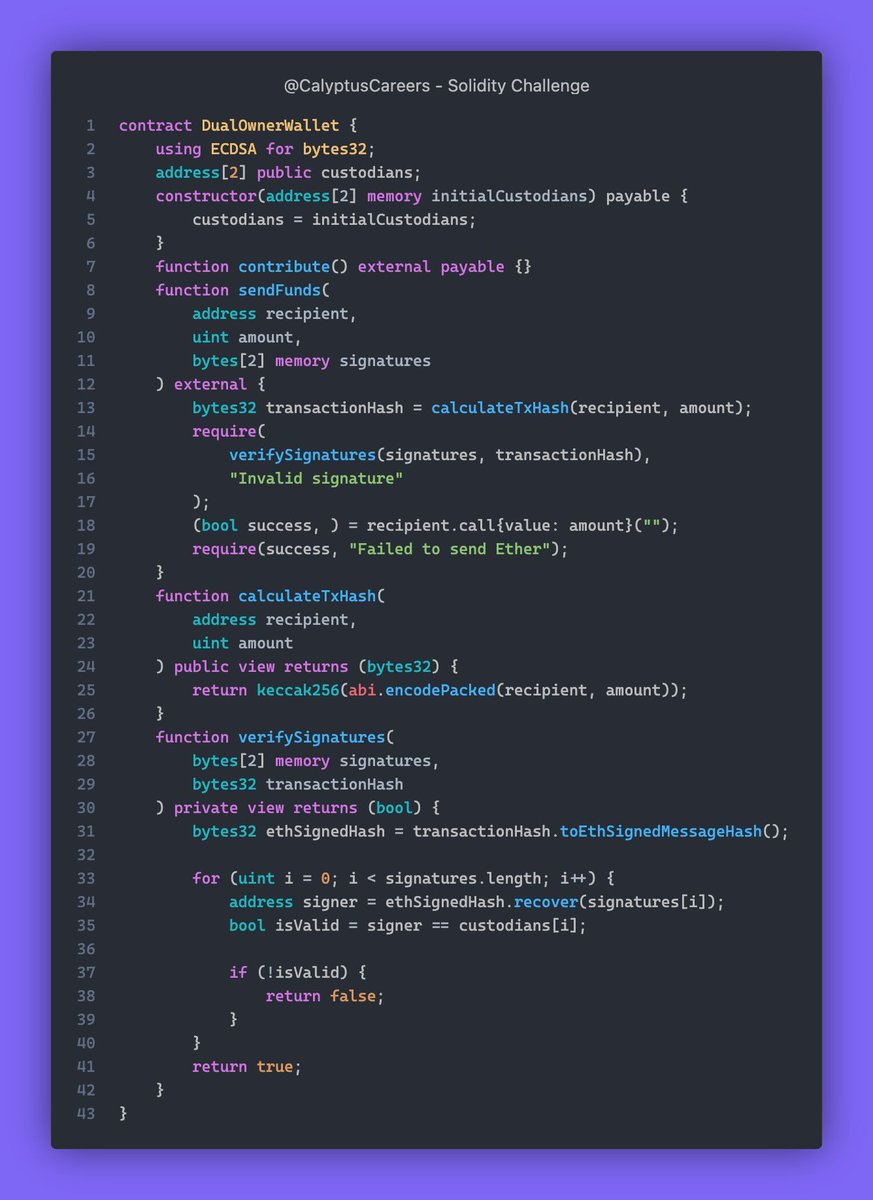 @CalyptusCareers - Solidity Challenge
1 contract DualOwnerWallet {
2     using ECDSA for bytes32;
3     address[2] public custodians;
4     constructor(address[2] memory initialCustodians) payable {
5         custodians = initialCustodians;
6     }
7     function contribute() external payable {}
8     function sendFunds(
9         address recipient,
10         uint amount,
11         bytes[2] memory signatures
12     ) external {
13         bytes32 transactionHash = calculateTxHash(recipient, amount);
14         require(
15             verifySignatures(signatures, transactionHash),
16             "Invalid signature"
17         );
18         (bool success, ) = recipient.call{value: amount}("");
19         require(success, "Failed to send Ether");
20     }
21     function calculateTxHash(
22         address recipient,
23         uint amount
24     ) public view returns (bytes32) {
25         return keccak256(abi.encodePacked(recipient, amount));
26     }
27     function verifySignatures(
28         bytes[2] memory signatures,
29         bytes32 transactionHash
30     ) private view returns (bool) {
31         bytes32 ethSignedHash = transactionHash.toEthSignedMessageHash();
32
33         for (uint i = 0; i < signatures.length; i++) {
34             address signer = ethSignedHash.recover(signatures[i]);
35             bool isValid = signer == custodians[i];
36
37             if (!isValid) {
38                 return false;
39             }
40         }
41         return true;
42     }
43 }